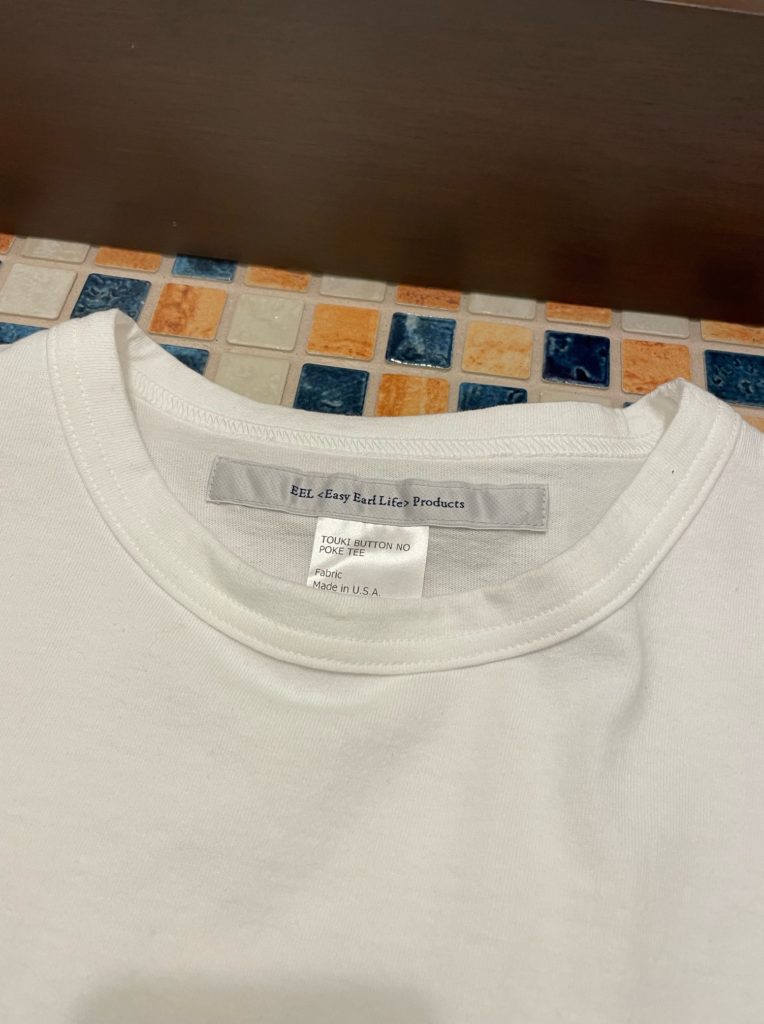 EEL <Easy Earl Life> Products
TOUKI BUTTON NO
POKE TEE
Fabric
Made in U.S.A.